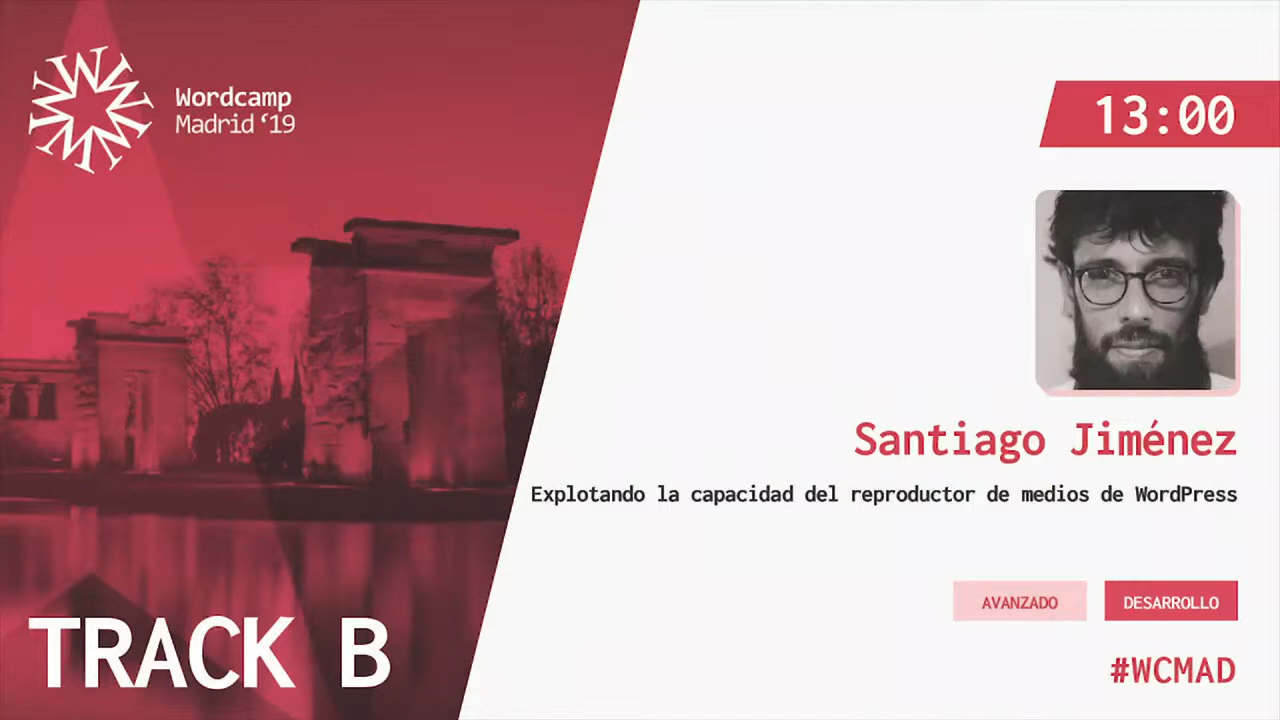 Wordcamp
Madrid ‘19
13:00
Santiago Jiménez
Explotando la capacidad del reproductor de medios de WordPress
AVANZADO
DESARROLLO
TRACK B
#WCMAD